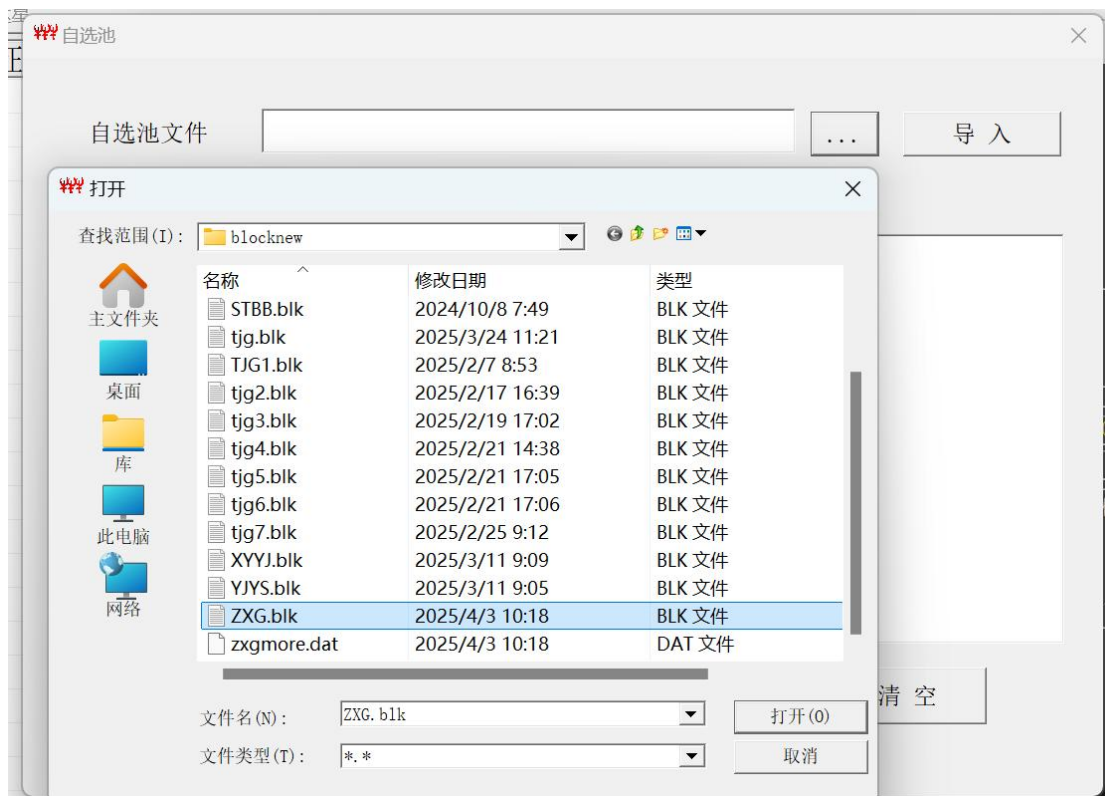 自选池
自选池文件
...
导 入
打开
查找范围(I):
blocknew
名称 修改日期 类型
STBB.blk 2024/10/8 7:49 BLK 文件
tjg.blk 2025/3/24 11:21 BLK 文件
TJG1.blk 2025/2/7 8:53 BLK 文件
tjg2.blk 2025/2/17 16:39 BLK 文件
tjg3.blk 2025/2/19 17:02 BLK 文件
tjg4.blk 2025/2/21 14:38 BLK 文件
tjg5.blk 2025/2/21 17:05 BLK 文件
tjg6.blk 2025/2/21 17:06 BLK 文件
tjg7.blk 2025/2/25 9:12 BLK 文件
XYYJ.blk 2025/3/11 9:09 BLK 文件
YJYS.blk 2025/3/11 9:05 BLK 文件
ZXG.blk 2025/4/3 10:18 BLK 文件
zxgmore.dat 2025/4/3 10:18 DAT 文件
主文件夹
桌面
库
此电脑
网络
清 空
文件名(N): ZXG.blk 打开(O)
文件类型(T): *.* 取消